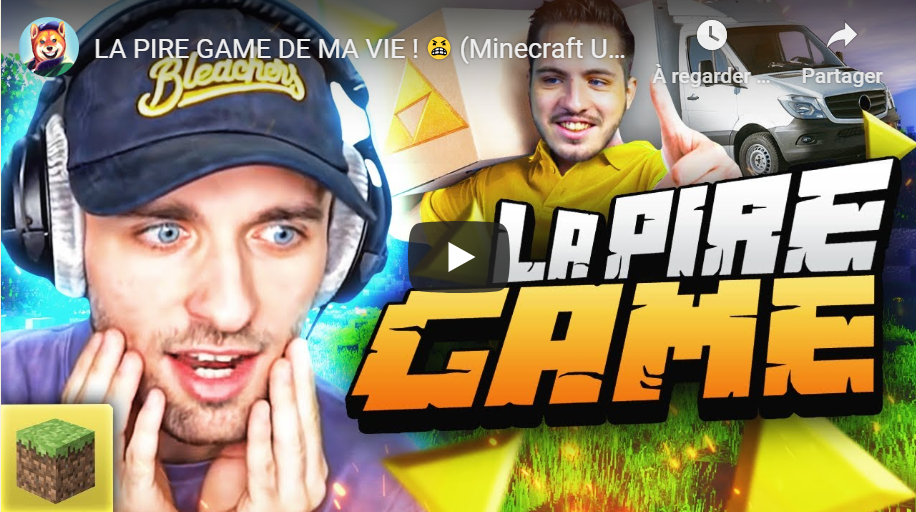 LA PIRE GAME DE MA VIE ! 😫 (Minecraft U...
À regarder ...
Partager
Bleachers
LA PIRE
GAME